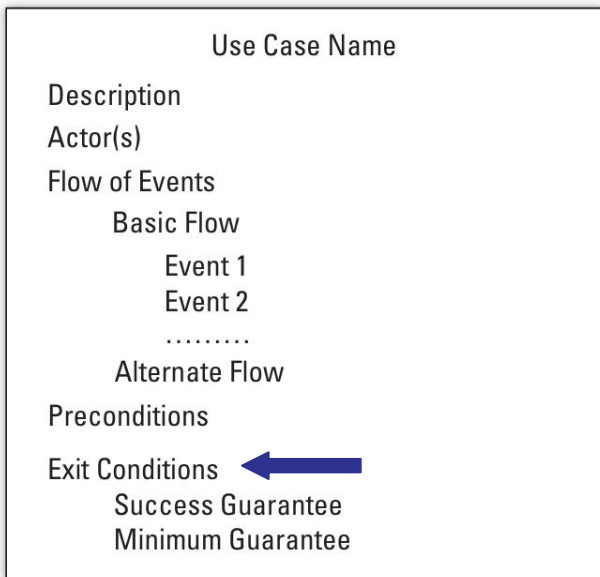 Use Case Name
Description
Actor(s)
Flow of Events
Basic Flow
Event 1
Event 2
.........
Alternate Flow
Preconditions
Exit Conditions
Success Guarantee
Minimum Guarantee